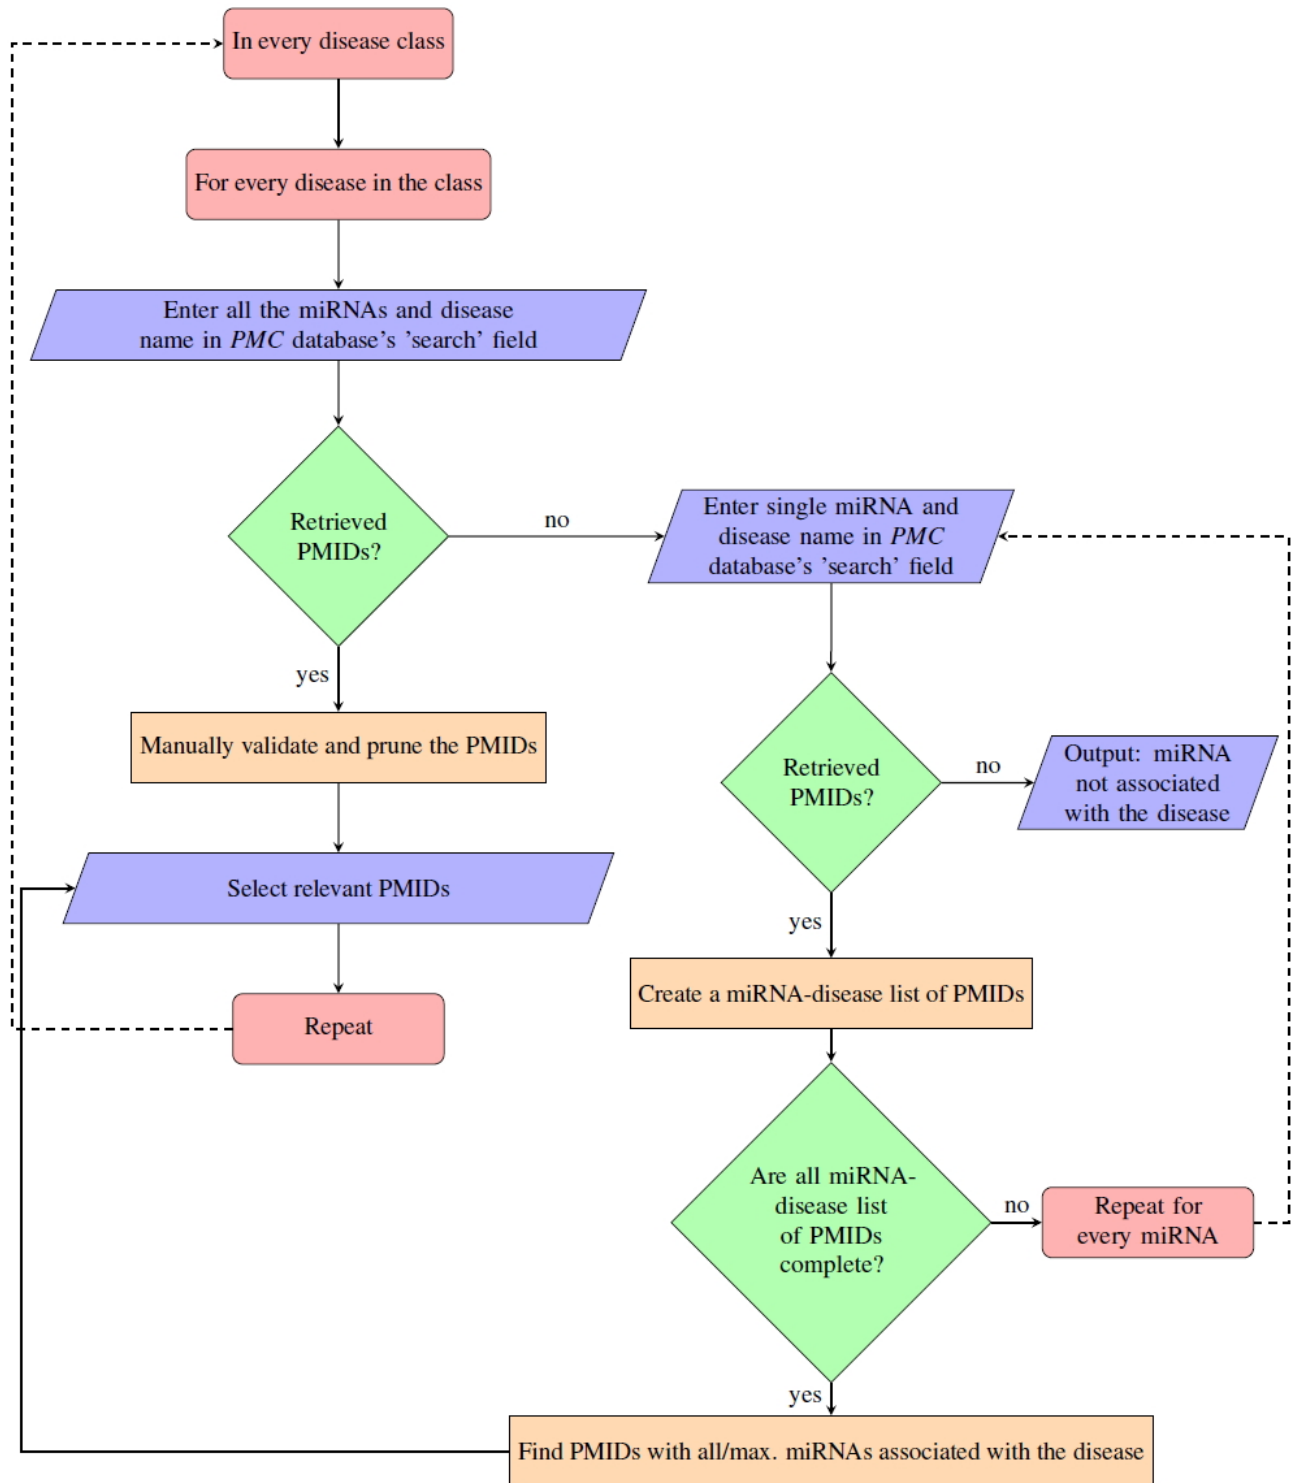 In every disease class
For every disease in the class
Enter all the miRNAs and disease
name in PMC database's 'search' field
Retrieved
PMIDs?
no
Enter single miRNA and
disease name in PMC
database's 'search' field
yes
Manually validate and prune the PMIDs
Retrieved
PMIDs?
no
Output: miRNA
not associated
with the disease
Select relevant PMIDs
yes
Create a miRNA-disease list of PMIDs
Repeat
Are all miRNA-
disease list
of PMIDs
complete?
no
Repeat for
every miRNA
yes
Find PMIDs with all/max. miRNAs associated with the disease